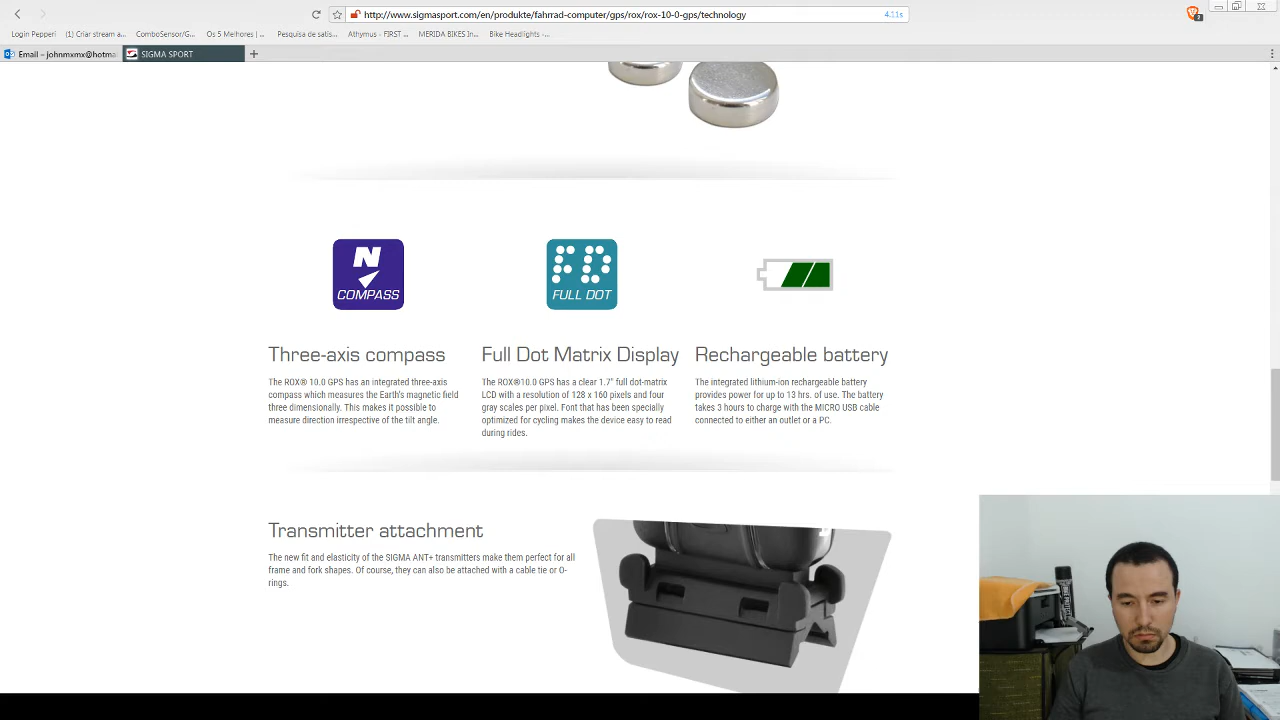 http://www.sigmasport.com/en/produkte/fahrrad-computer/gps/rox/rox-10-0-gps/technology
4.11s
2
Login Pepperi
(1) Criar stream a...
ComboSensor/G...
Os 5 Melhores | ...
Pesquisa de satis...
Athymus - FIRST ...
MERIDA BIKES In...
Bike Headlights -...
Email – johnmxmx@hotma
SIGMA SPORT
N
COMPASS
FD
FULL DOT
Three-axis compass
The ROX® 10.0 GPS has an integrated three-axis
compass which measures the Earth's magnetic field
three dimensionally. This makes it possible to
measure direction irrespective of the tilt angle.
Full Dot Matrix Display
The ROX®10.0 GPS has a clear 1.7" full dot-matrix
LCD with a resolution of 128 x 160 pixels and four
gray scales per pixel. Font that has been specially
optimized for cycling makes the device easy to read
during rides.
Rechargeable battery
The integrated lithium-ion rechargeable battery
provides power for up to 13 hrs. of use. The battery
takes 3 hours to charge with the MICRO USB cable
connected to either an outlet or a PC.
Transmitter attachment
The new fit and elasticity of the SIGMA ANT+ transmitters make them perfect for all
frame and fork shapes. Of course, they can also be attached with a cable tie or O-
rings.